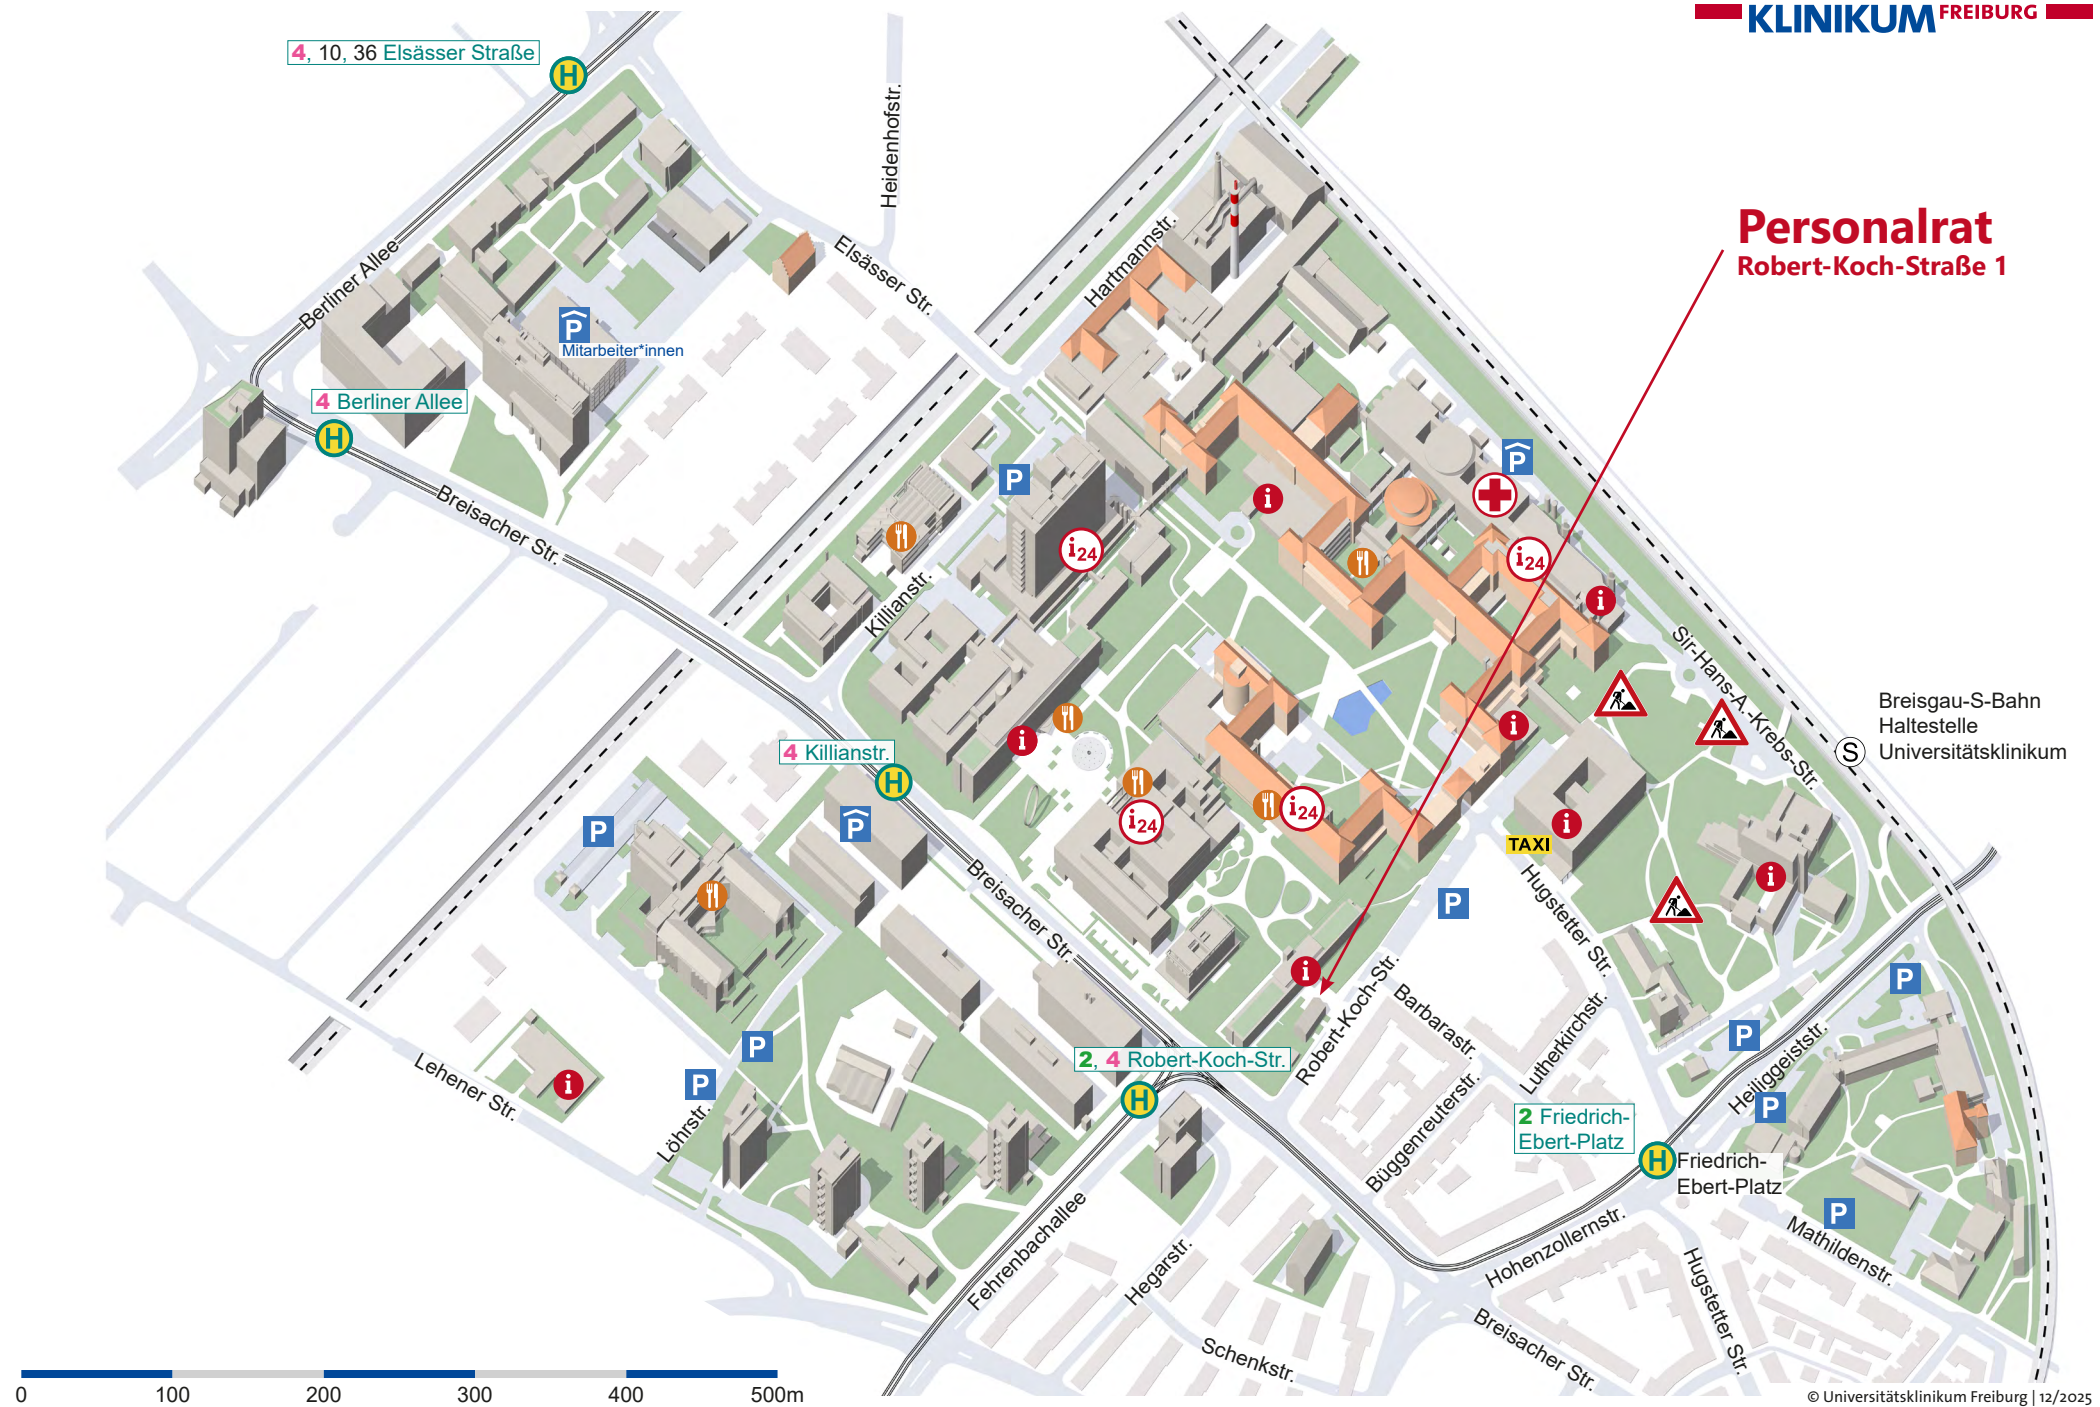 KLINIKUM FREIBURG
4, 10, 36 Elsässer Straße
H
Heidenhofstr.
Personalrat
Robert-Koch-Straße 1
Hartmannstr.
Elsässer Str.
Berliner Allee
P
Mitarbeiter*innen
4 Berliner Allee
H
P
P
i
i24
i24
i
Breisacher Str.
Killianstr.
Sir-Hans-A.-Krebs-Str.
Breisgau-S-Bahn
Haltestelle
Universitätsklinikum
S
i
i
4 Killianstr.
H
P
P
i24
i24
i
TAXI
i
Breisacher Str.
Hugstetter Str.
P
i
Robert-Koch-Str.
Barbarastr.
Lutherkirchstr.
P
P
P
P
Heiliggeiststr.
P
Lehener Str.
i
Löhrstr.
2, 4 Robert-Koch-Str.
H
Büggenreuterstr.
2 Friedrich-
Ebert-Platz
H
Friedrich-
Ebert-Platz
P
Mathildenstr.
Fehrenbachallee
Hegarstr.
Hohenzollernstr.
Hugstetter Str.
Schenkstr.
Breisacher Str.
0 100 200 300 400 500m
© Universitätsklinikum Freiburg | 12/2025